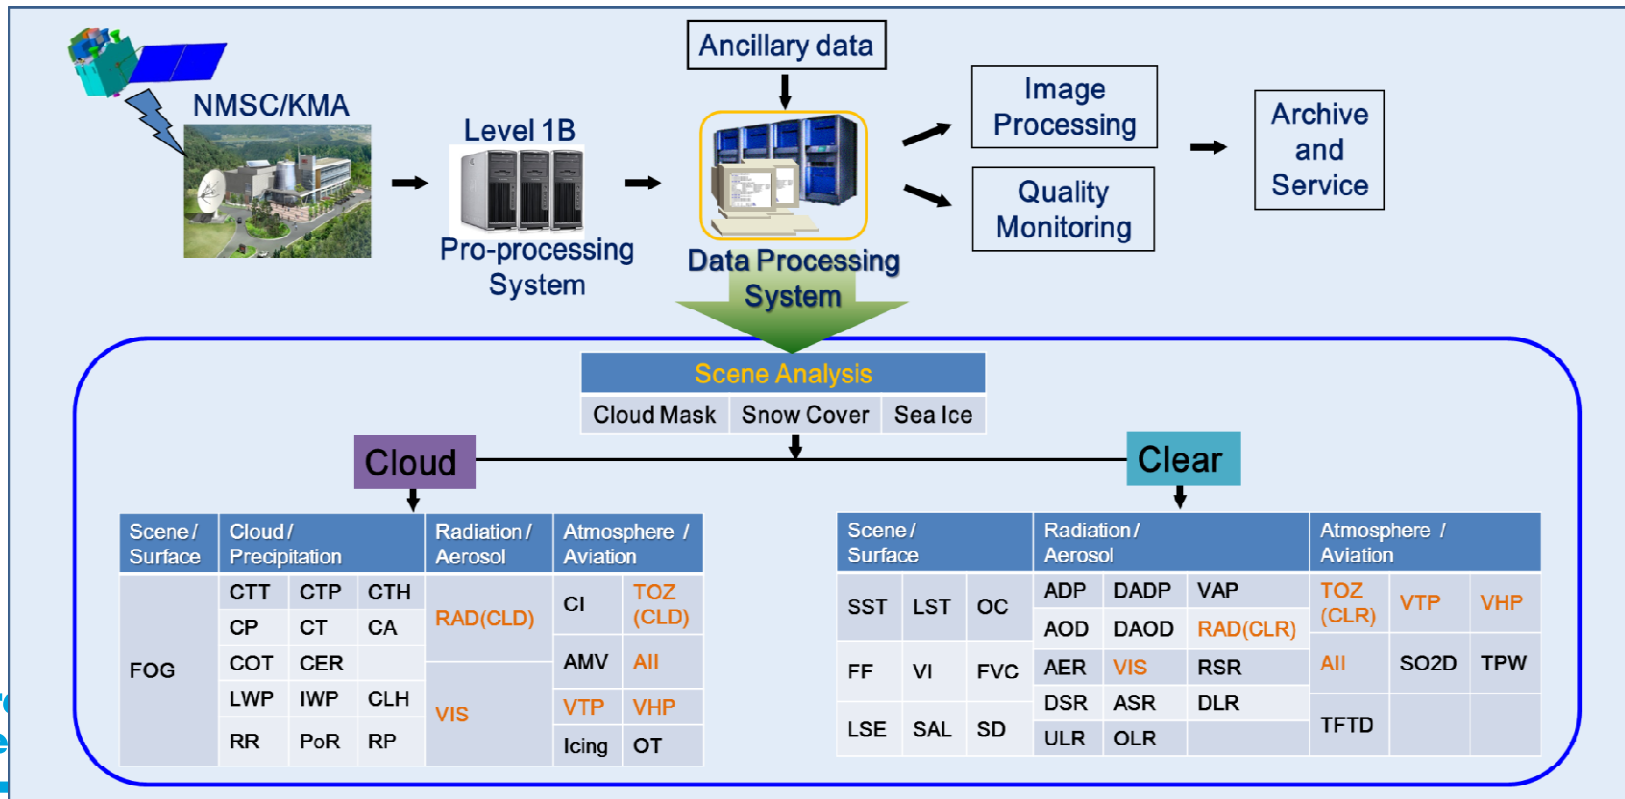 Ancillary data
NMSC/KMA
Level 1B
Pro-processing
System
Data Processing
System
Image
Processing
Quality
Monitoring
Archive
and
Service
Scene Analysis
Cloud Mask Snow Cover Sea Ice
Cloud
Clear
Scene /
Surface
Cloud /
Precipitation
Radiation /
Aerosol
Atmosphere /
Aviation
FOG
CTT CTP CTH
CP CT CA
COT CER
LWP IWP CLH
RR PoR RP
RAD(CLD)
VIS
CI TOZ
(CLD)
AMV AII
VTP VHP
Icing OT
Scene /
Surface
Radiation /
Aerosol
Atmosphere /
Aviation
SST LST OC
FF VI FVC
LSE SAL SD
ADP DADP VAP
AOD DAOD RAD(CLR)
AER VIS RSR
DSR ASR DLR
ULR OLR
TOZ
(CLR) VTP VHP
AII SO2D TPW
TFTD